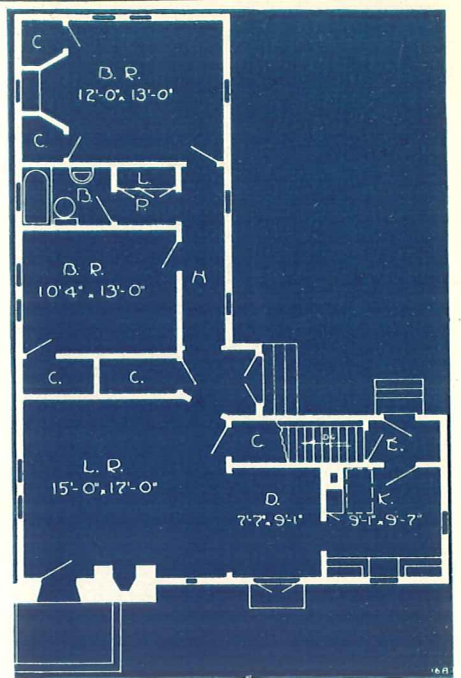 C.
B. R.
12'-0" x 13'-0"
C.
L.
B.
P.
H
B. R.
10'4" x 13'-0"
C.
C.
L. R.
15'-0" x 17'-0"
C.
DN
E.
D.
7'-7" x 9'-1"
K.
9'-1" x 9'-7"